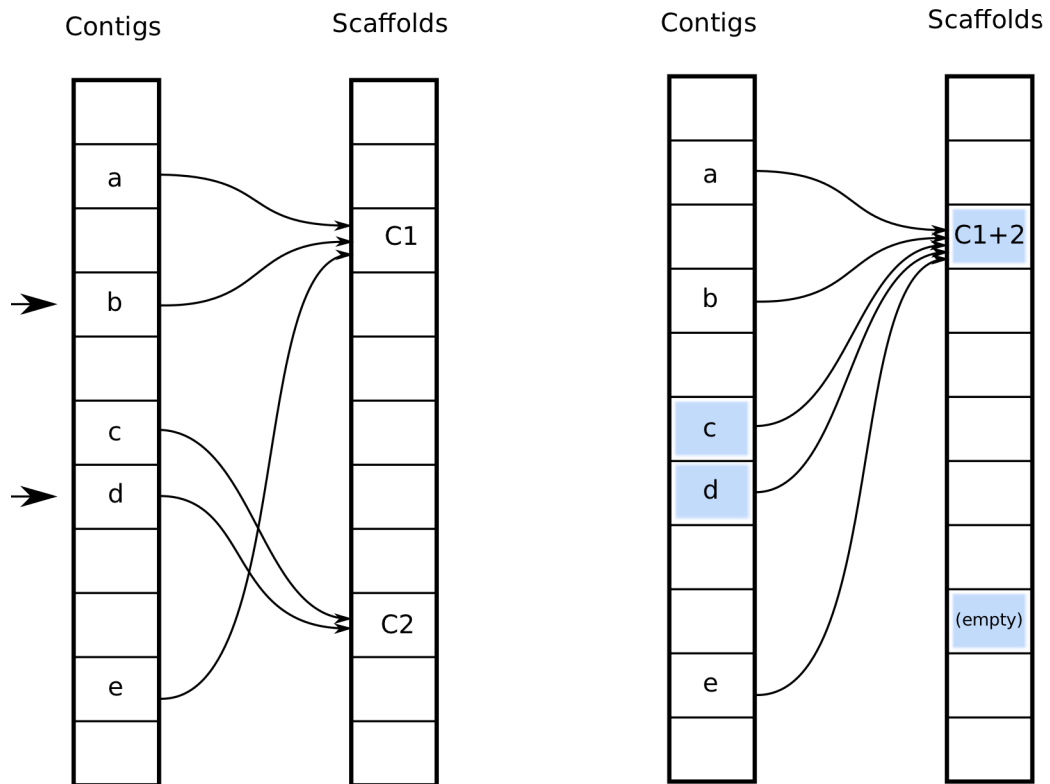 Contigs
Scaffolds
a
C1
b
c
d
C2
e
Contigs
Scaffolds
a
C1+2
b
c
d
(empty)
e